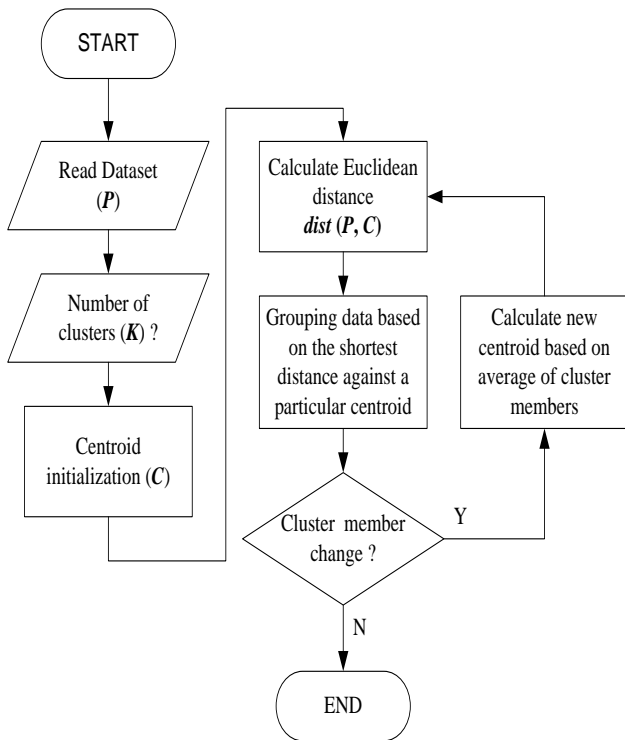 START
Read Dataset
(P)
Number of
clusters (K) ?
Centroid
initialization (C)
Calculate Euclidean
distance
dist (P, C)
Grouping data based
on the shortest
distance against a
particular centroid
Cluster member
change ?
Y
N
Calculate new
centroid based on
average of cluster
members
END